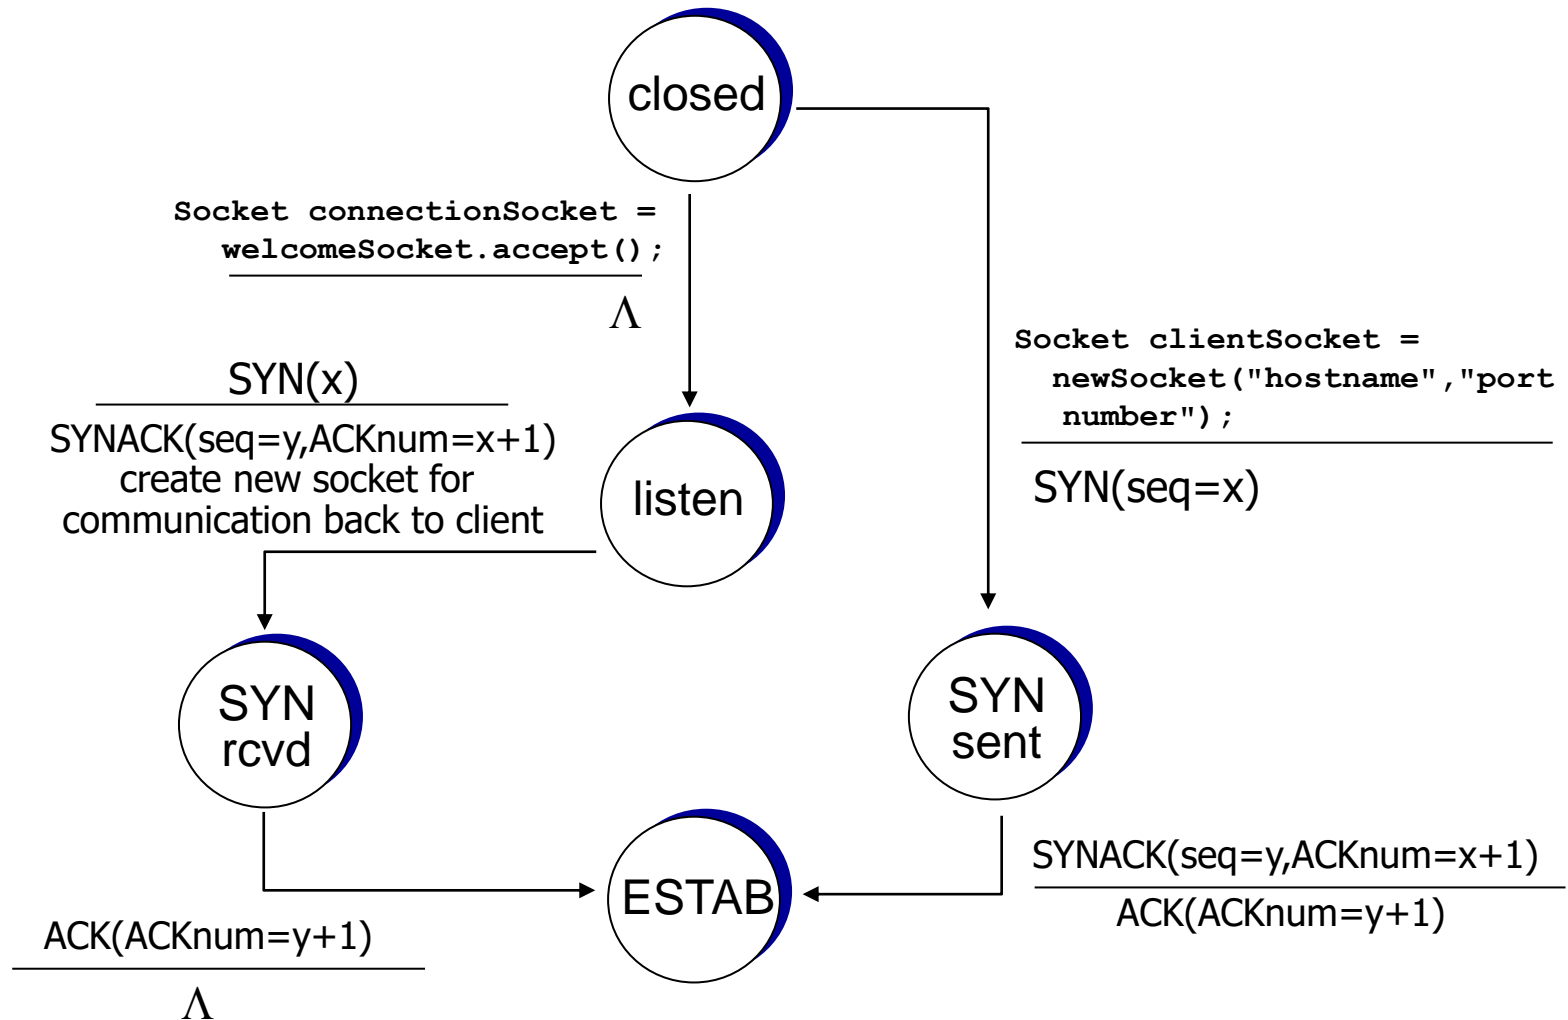 closed
Socket connectionSocket =
welcomeSocket.accept();
Λ
Socket clientSocket =
newSocket("hostname","port
number");
SYN(seq=x)
SYN(x)
SYNACK(seq=y,ACKnum=x+1)
create new socket for
communication back to client
listen
SYN
rcvd
SYN
sent
ESTAB
SYNACK(seq=y,ACKnum=x+1)
ACK(ACKnum=y+1)
ACK(ACKnum=y+1)
Λ